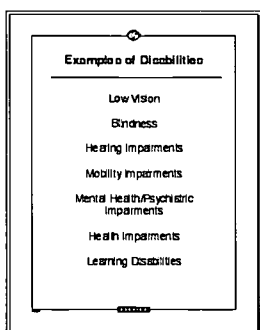 Examples of Disabilities
Low Vision
Blindness
Hearing Impairments
Mobility Impairments
Mental Health/Psychiatric
Impairments
Health Impairments
Learning Disabilities